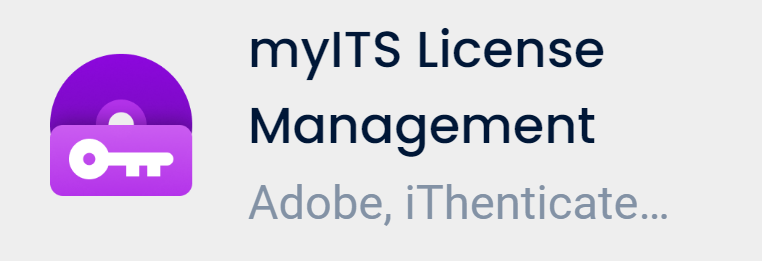 myITS License
Management
Adobe, iThenticate...